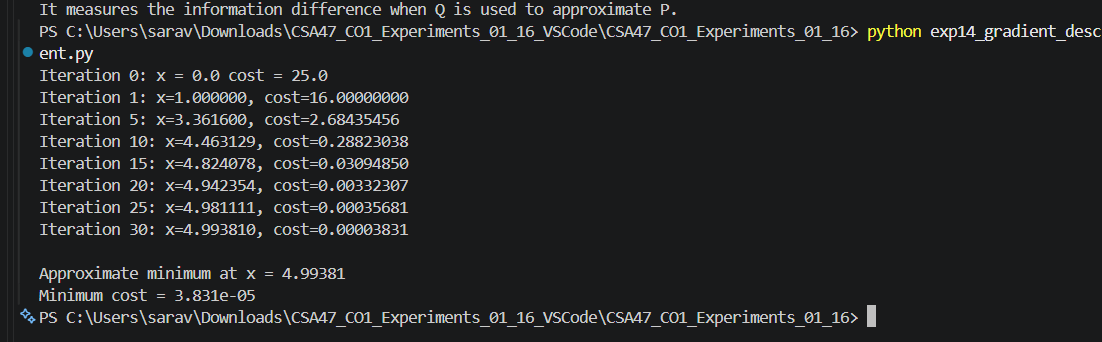 It measures the information difference when Q is used to approximate P.
PS C:\Users\sarav\Downloads\CSA47_CO1_Experiments_01_16_VSCode\CSA47_CO1_Experiments_01_16> python exp14_gradient_desc
ent.py
Iteration 0: x = 0.0 cost = 25.0
Iteration 1: x=1.000000, cost=16.00000000
Iteration 5: x=3.361600, cost=2.68435456
Iteration 10: x=4.463129, cost=0.28823038
Iteration 15: x=4.824078, cost=0.03094850
Iteration 20: x=4.942354, cost=0.00332307
Iteration 25: x=4.981111, cost=0.00035681
Iteration 30: x=4.993810, cost=0.00003831
Approximate minimum at x = 4.99381
Minimum cost = 3.831e-05
PS C:\Users\sarav\Downloads\CSA47_CO1_Experiments_01_16_VSCode\CSA47_CO1_Experiments_01_16>